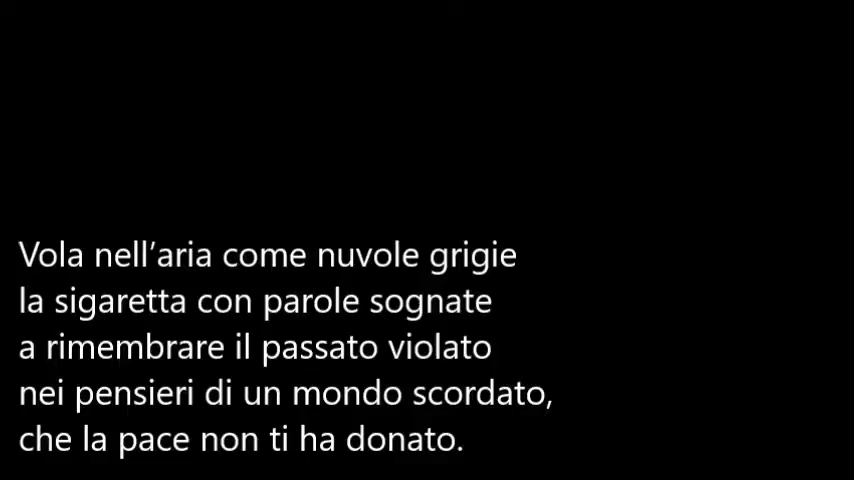 Vola nell’aria come nuvole grigie
la sigaretta con parole sognate
a rimembrare il passato violato
nei pensieri di un mondo scordato,
che la pace non ti ha donato.